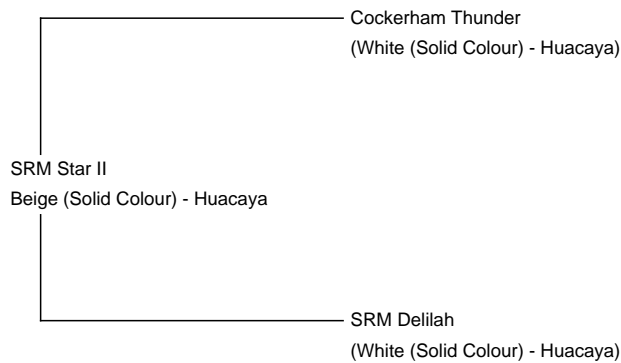 Cockerham Thunder
(White (Solid Colour) - Huacaya)
SRM Star II
Beige (Solid Colour) - Huacaya
SRM Delilah
(White (Solid Colour) - Huacaya)